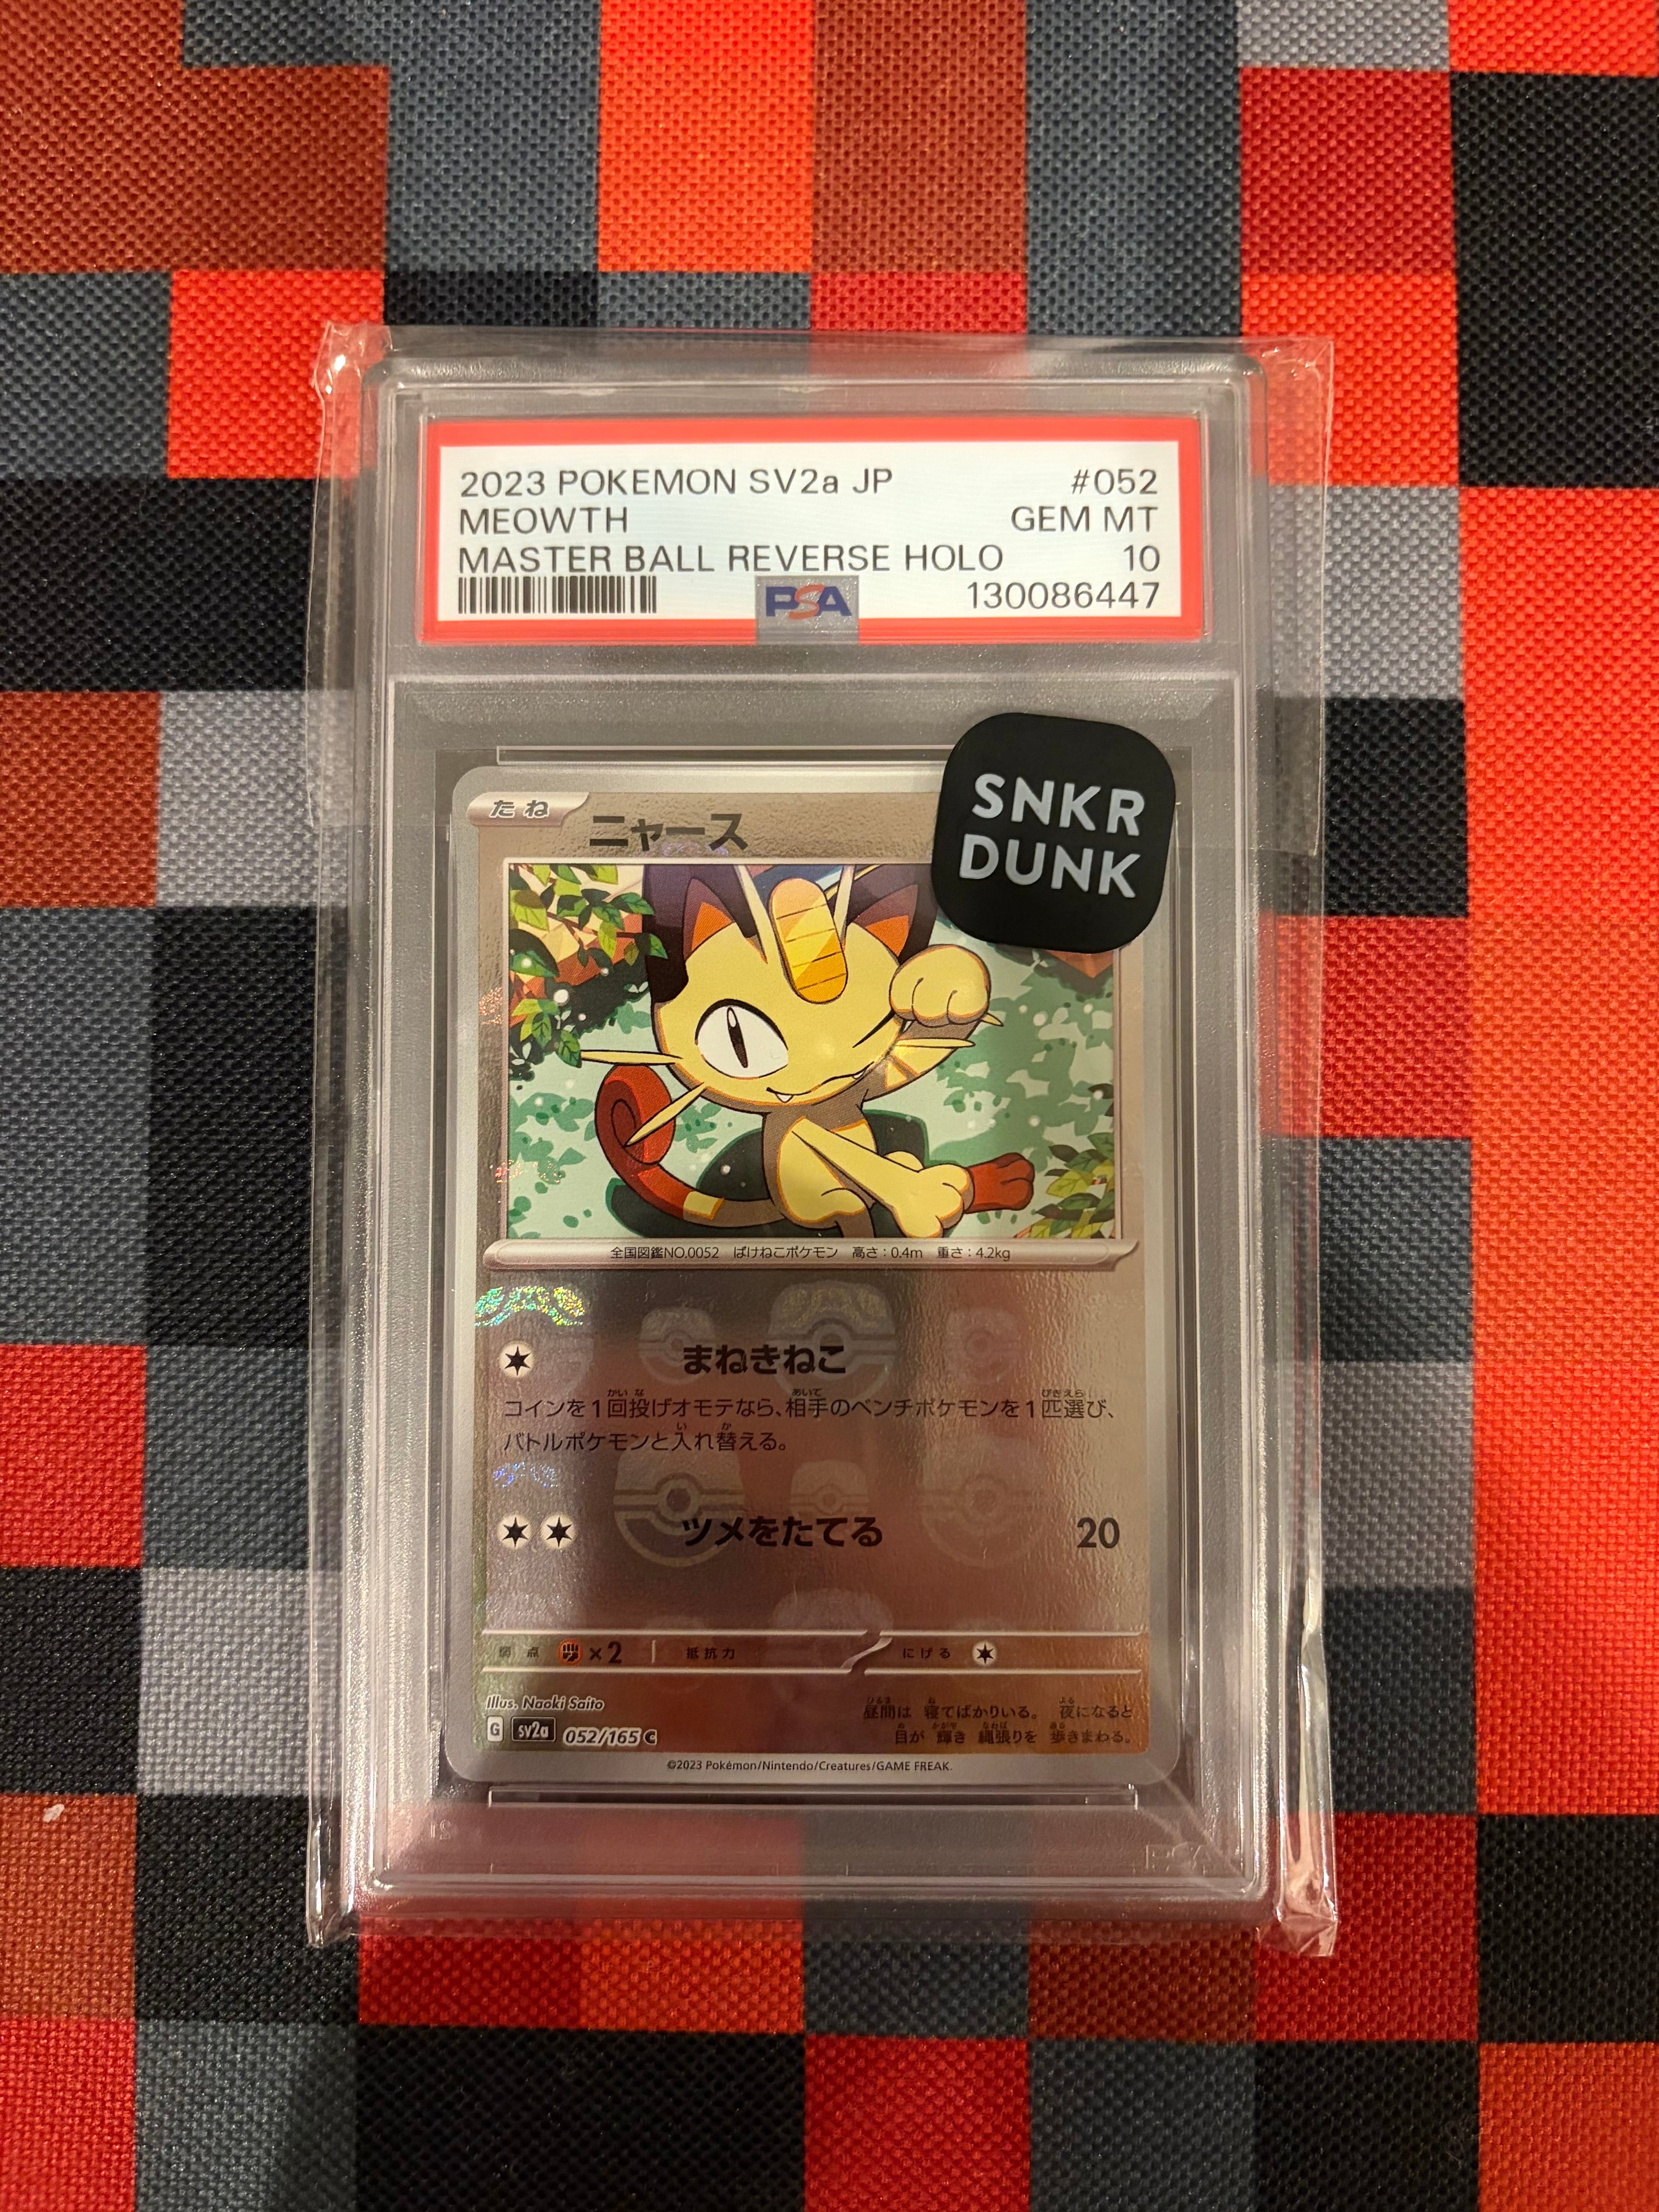 2023 POKEMON SV2a JP #052
MEOWTH GEM MT
MASTER BALL REVERSE HOLO 10
PSA 130086447
SNKR
DUNK
たね ニャース
全国図鑑NO.0052 ばけねこポケモン 高さ:0.4m 重さ:4.2kg
まねきねこ
コインを1回投げオモテなら、相手のベンチポケモンを1匹選び、
バトルポケモンと入れ替える。
ツメをたてる 20
弱点 ×2 抵抗力 にげる
Illus. Naoki Saito
昼間は 寝てばかりいる。 夜になると
目が 輝き 縄張りを 歩きまわる。
G sv2a 052/165 C
©2023 Pokémon/Nintendo/Creatures/GAME FREAK.
PSA